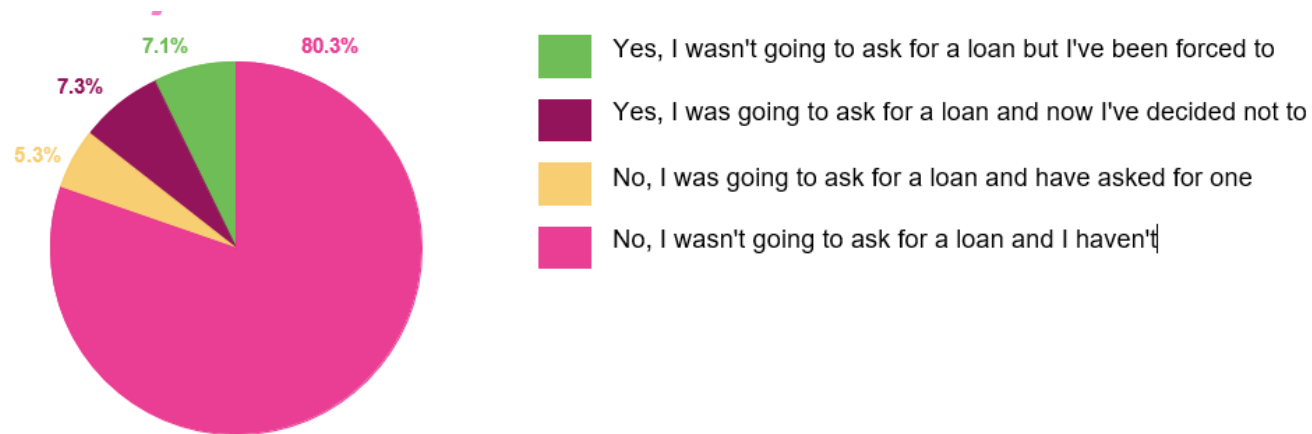 7.1%
80.3%
7.3%
5.3%
Yes, I wasn't going to ask for a loan but I've been forced to
Yes, I was going to ask for a loan and now I've decided not to
No, I was going to ask for a loan and have asked for one
No, I wasn't going to ask for a loan and I haven't